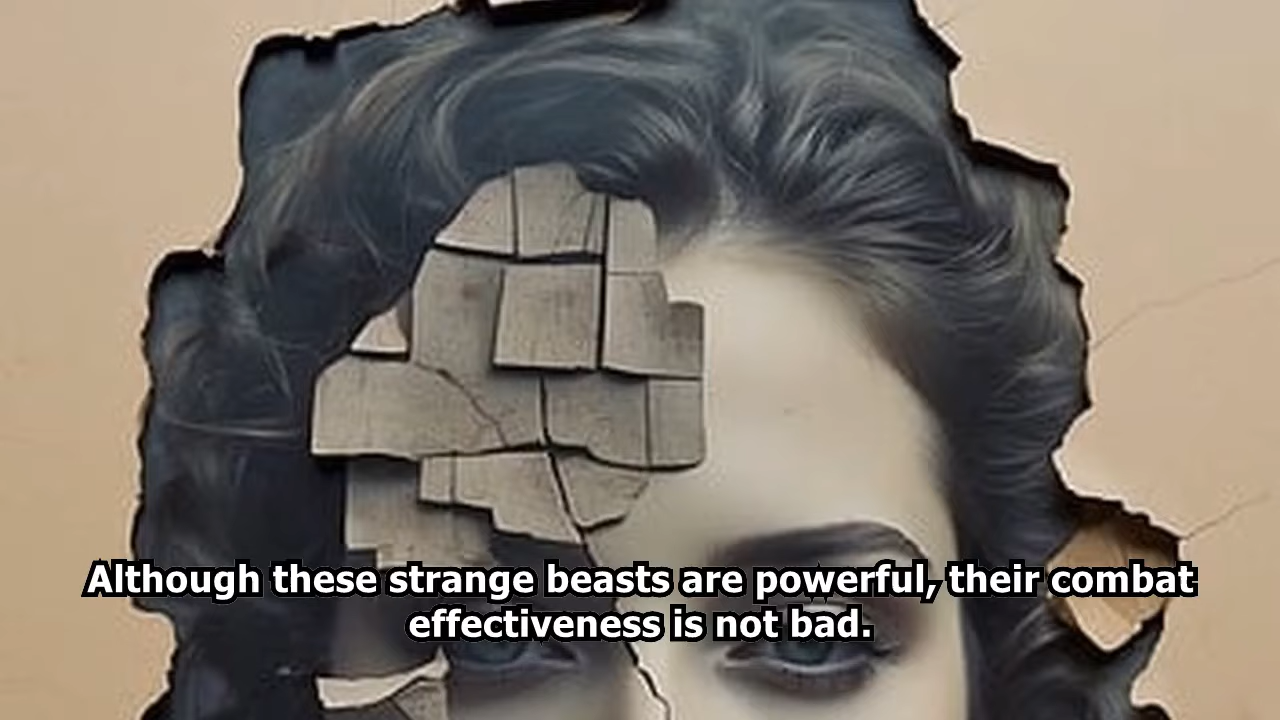 Although these strange beasts are powerful, their combat
effectiveness is not bad.